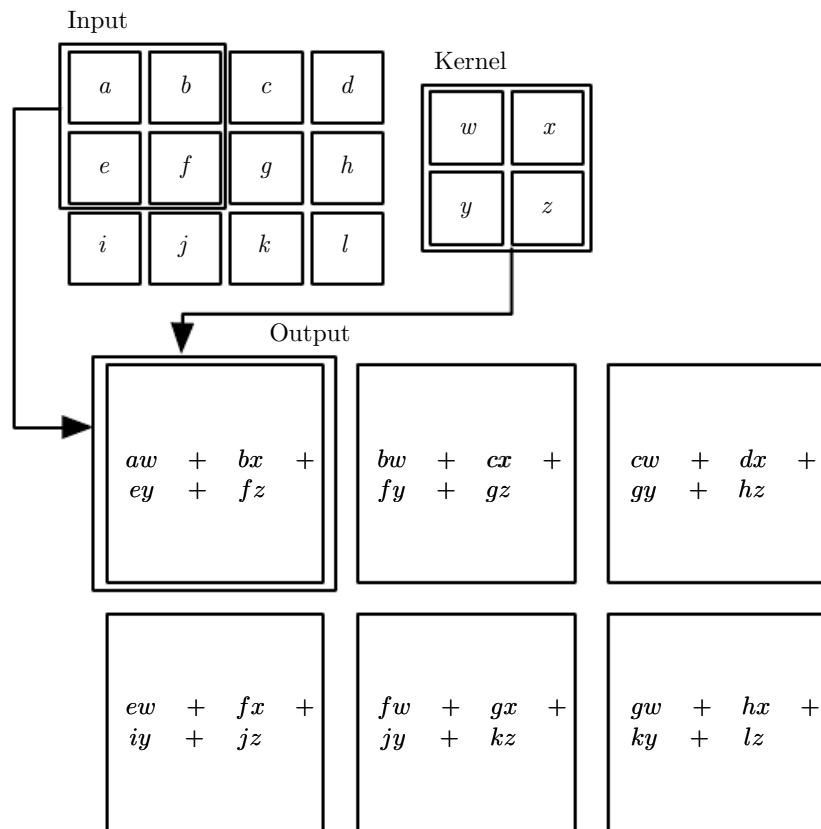 Input
Kernel
a b c d
w x
e f g h
y z
i j k l
Output
aw + bx +
ey + fz
bw + cx +
fy + gz
cw + dx +
gy + hz
ew + fx +
iy + jz
fw + gx +
jy + kz
gw + hx +
ky + lz